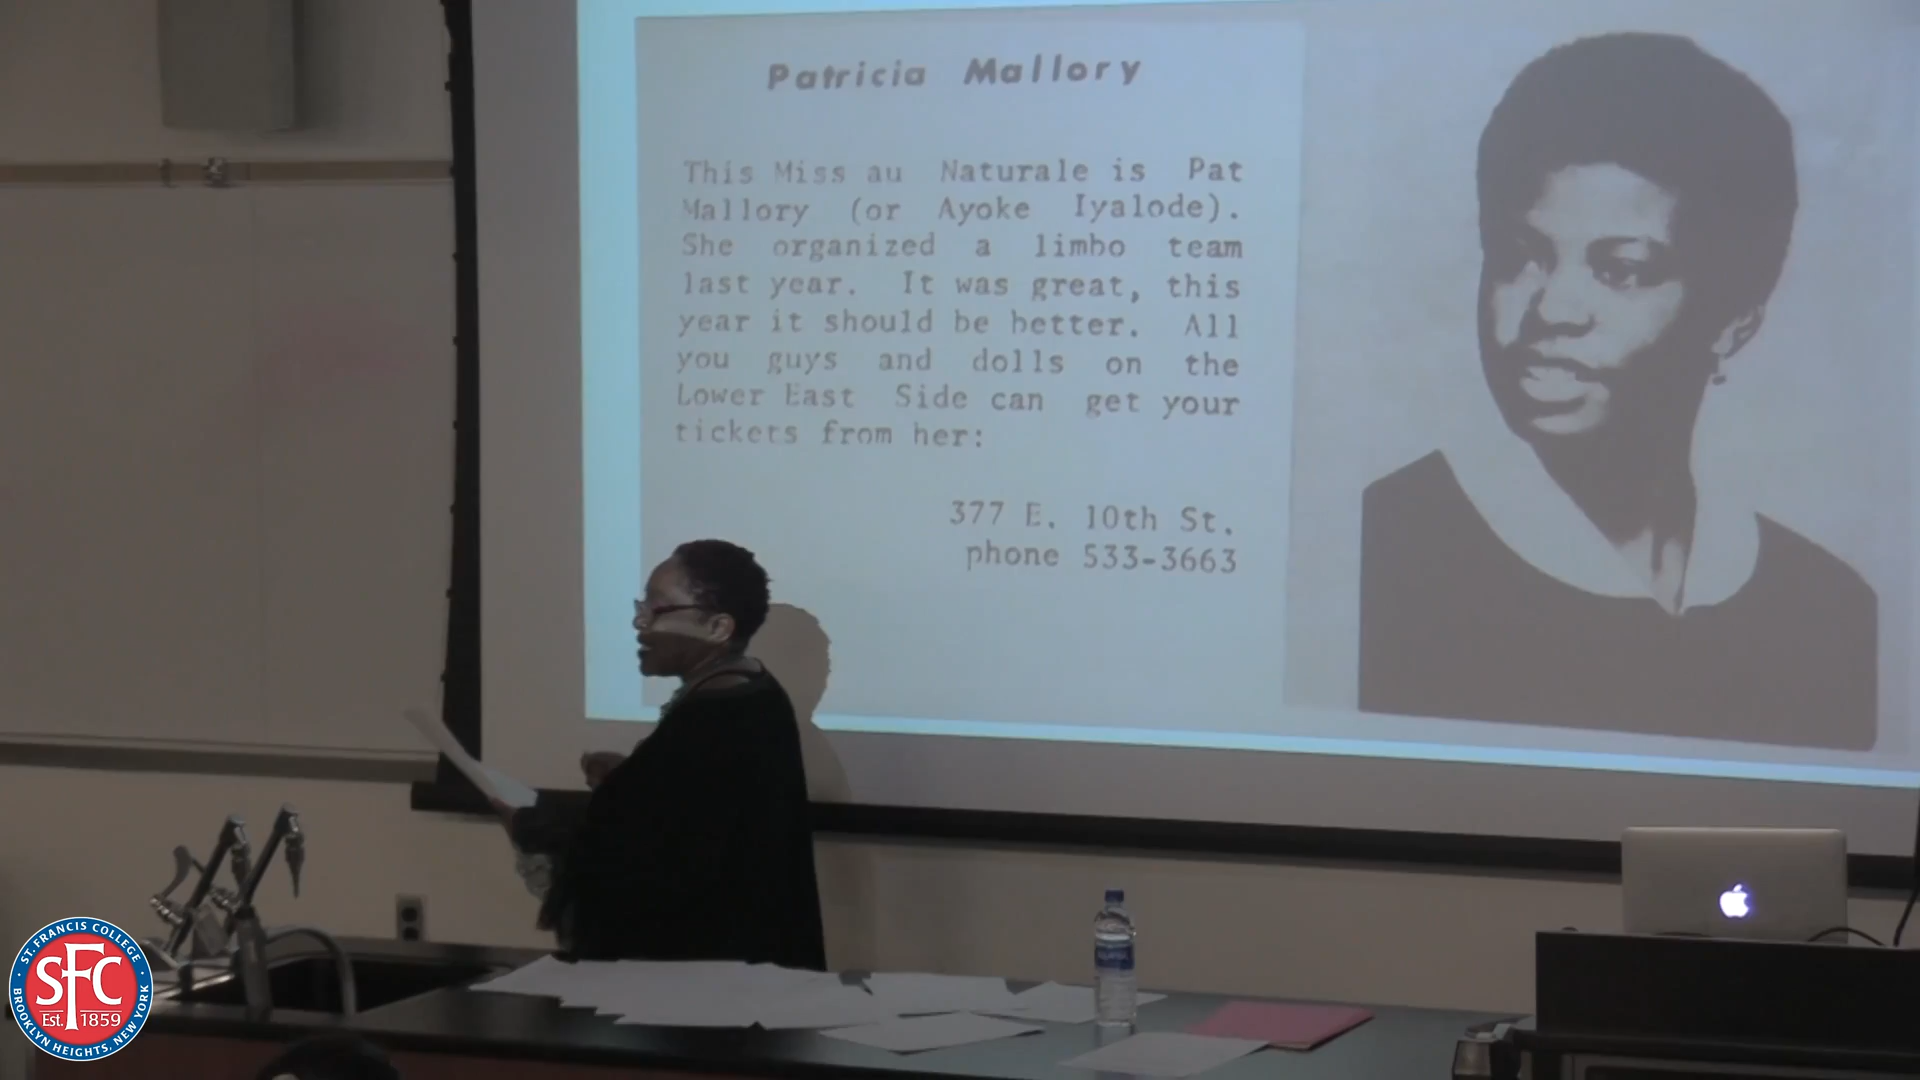 Patricia Mallory
This Miss au Naturale is Pat
Mallory (or Ayoke Iyalode).
She organized a limbo team
last year. It was great, this
year it should be better. All
you guys and dolls on the
Lower East Side can get your
tickets from her:
377 E. 10th St.
phone 533-3663
ST. FRANCIS COLLEGE
SFC
Est. 1859
BROOKLYN HEIGHTS, NEW YORK